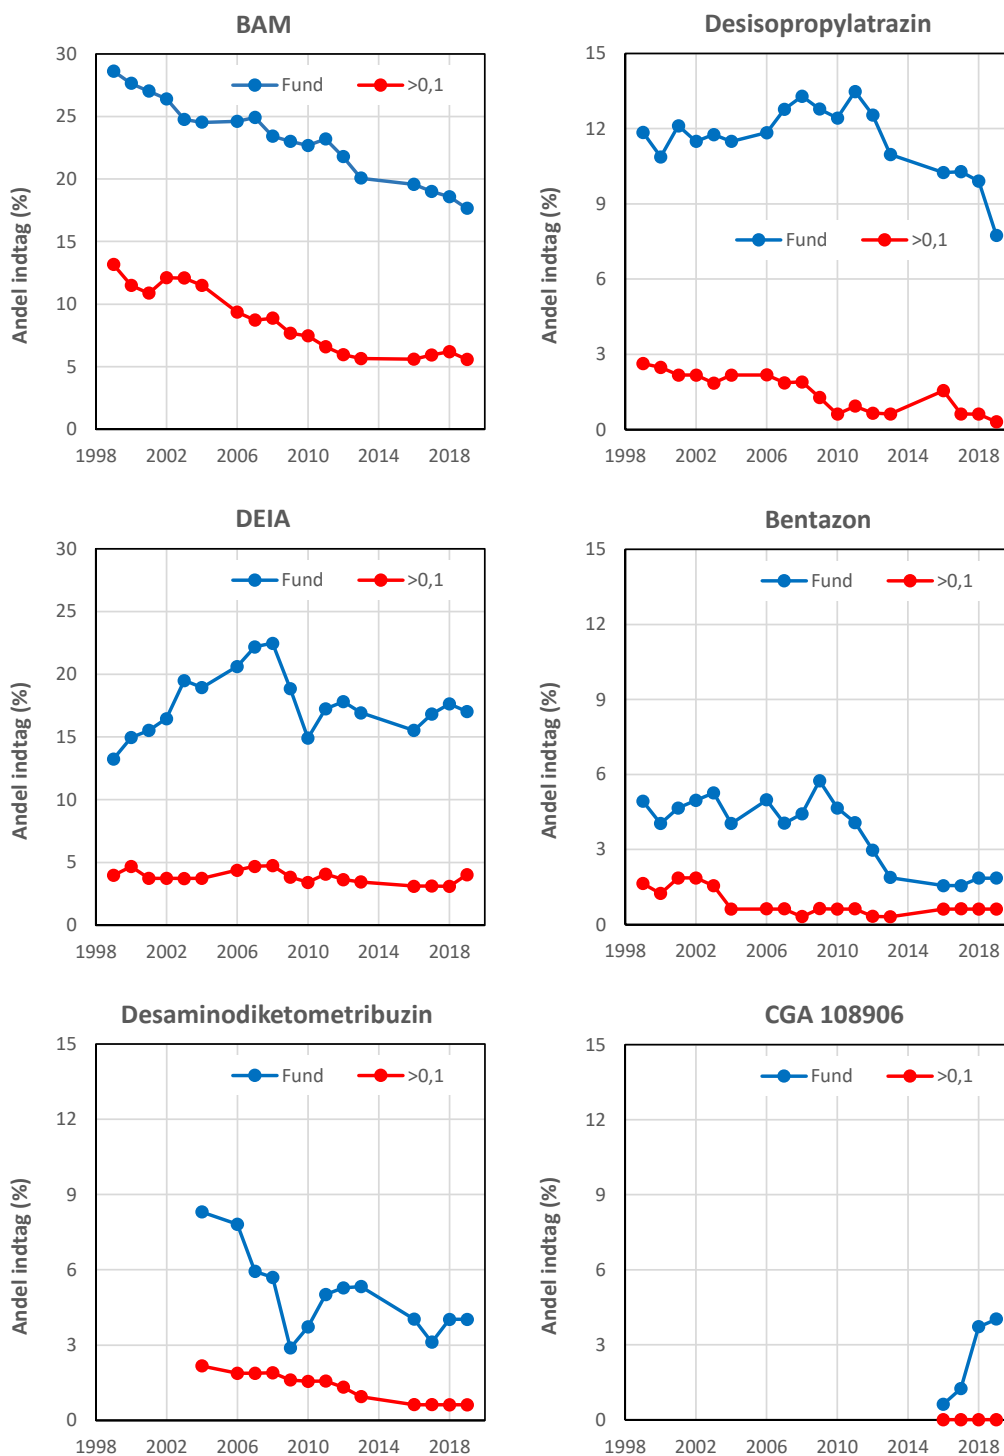 BAM
Fund >0,1
Andel indtag (%)
30
25
20
15
10
5
0
1998 2002 2006 2010 2014 2018
Desisopropylatrazin
Fund >0,1
Andel indtag (%)
15
12
9
6
3
0
1998 2002 2006 2010 2014 2018
DEIA
Fund >0,1
Andel indtag (%)
30
25
20
15
10
5
0
1998 2002 2006 2010 2014 2018
Bentazon
Fund >0,1
Andel indtag (%)
15
12
9
6
3
0
1998 2002 2006 2010 2014 2018
Desaminodiketometribuzin
Fund >0,1
Andel indtag (%)
15
12
9
6
3
0
1998 2002 2006 2010 2014 2018
CGA 108906
Fund >0,1
Andel indtag (%)
15
12
9
6
3
0
1998 2002 2006 2010 2014 2018